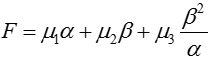 F = μ₁α + μ₂β + μ₃ β²/α